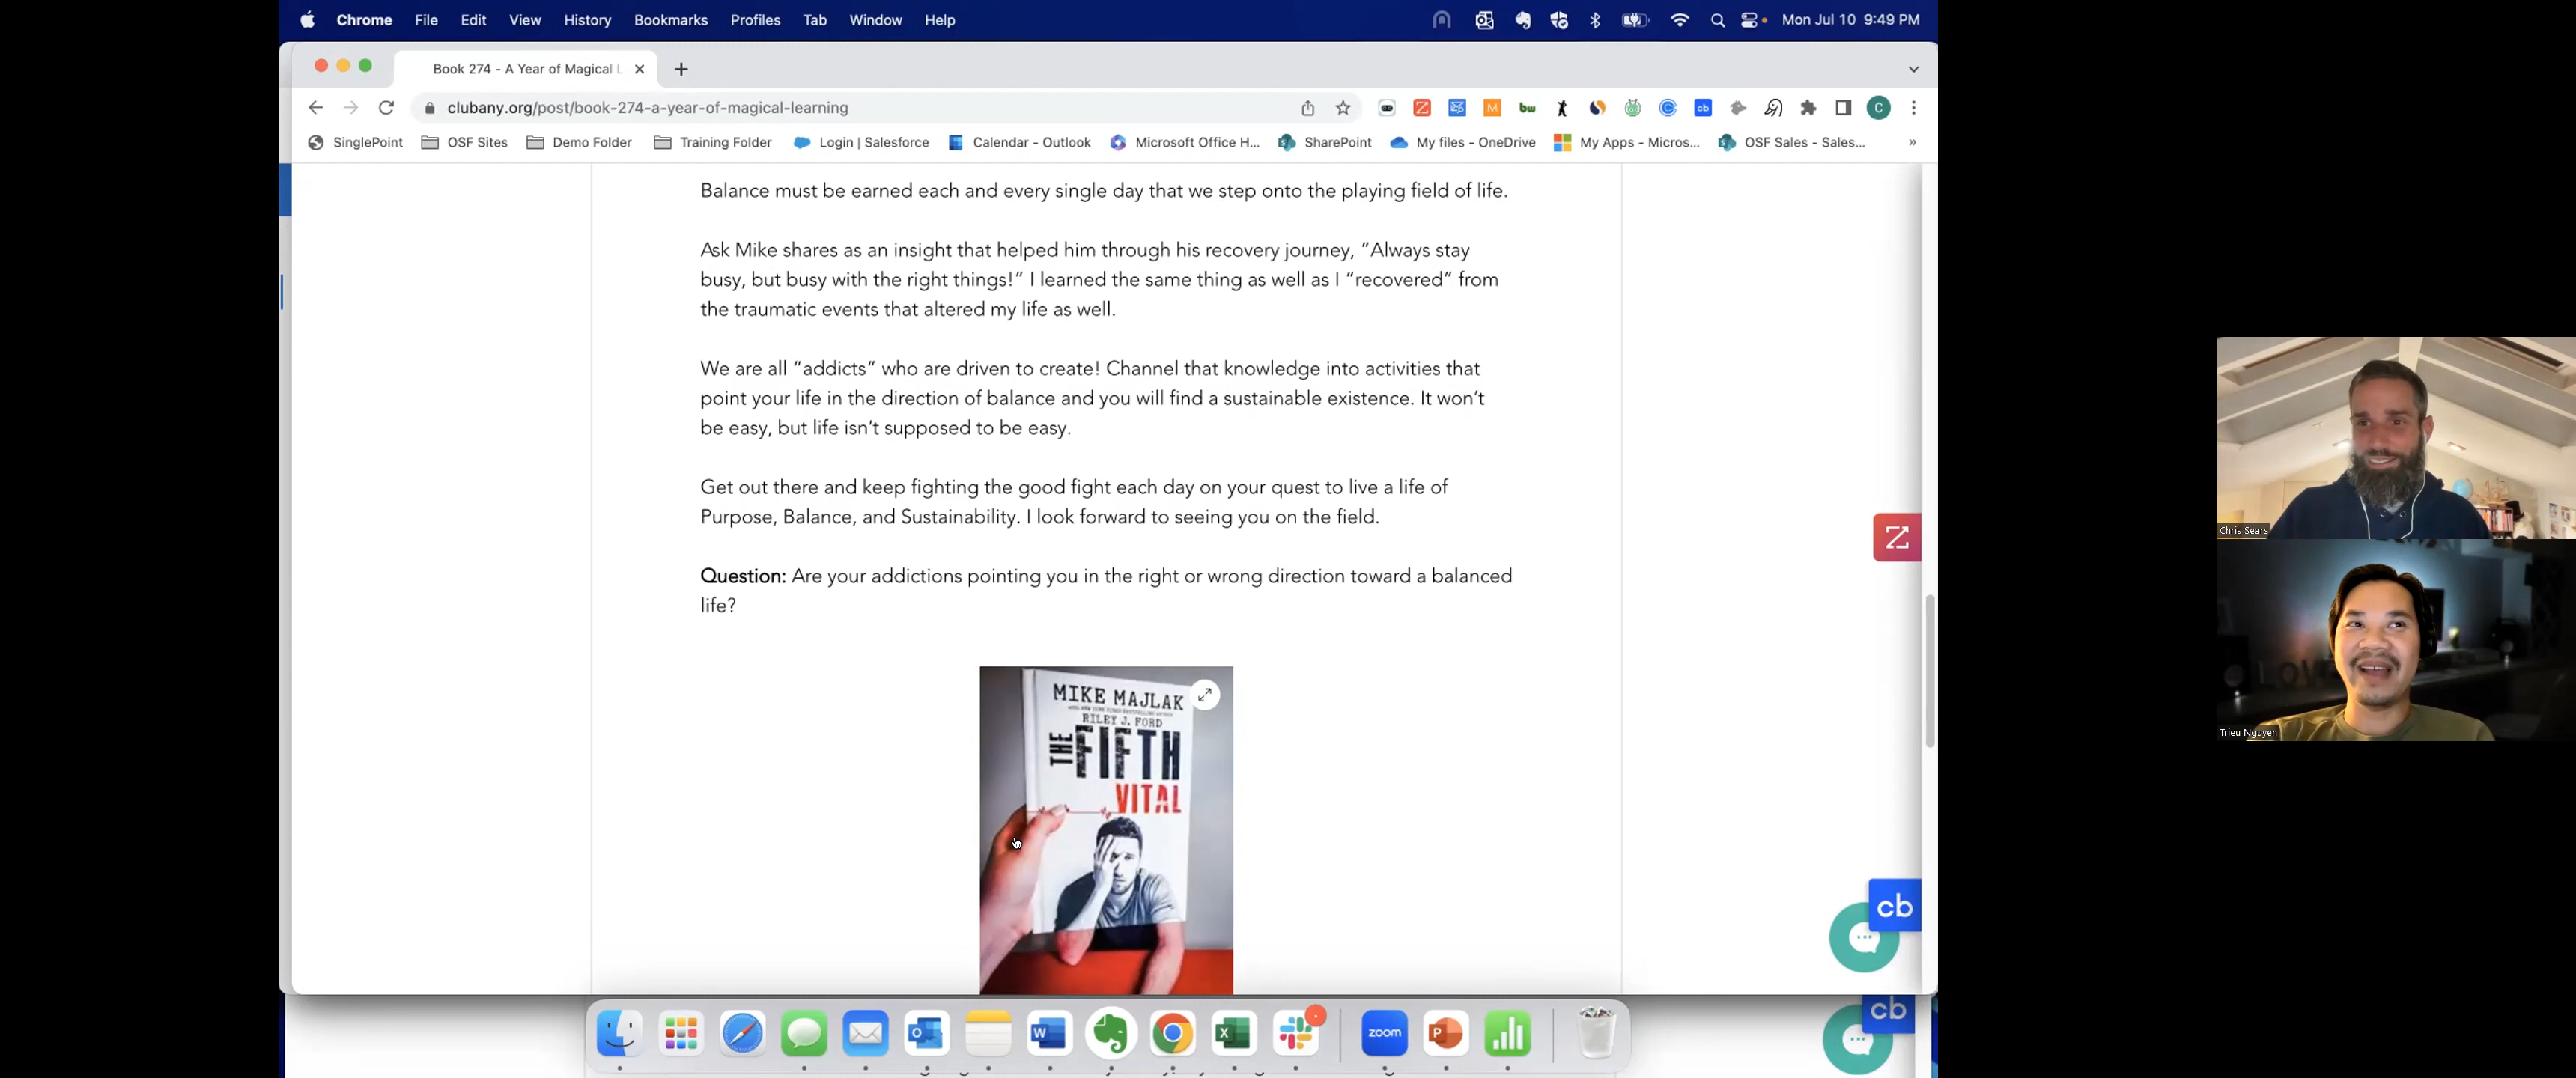 Chrome File Edit View History Bookmarks Profiles Tab Window Help Mon Jul 10 9:49 PM
Book 274 - A Year of Magical L
clubany.org/post/book-274-a-year-of-magical-learning
SinglePoint OSF Sites Demo Folder Training Folder Login | Salesforce Calendar - Outlook Microsoft Office H... SharePoint My files - OneDrive My Apps - Micros... OSF Sales - Sales... »
Balance must be earned each and every single day that we step onto the playing field of life.
Ask Mike shares as an insight that helped him through his recovery journey, “Always stay
busy, but busy with the right things!” I learned the same thing as well as I “recovered” from
the traumatic events that altered my life as well.
We are all “addicts” who are driven to create! Channel that knowledge into activities that
point your life in the direction of balance and you will find a sustainable existence. It won’t
be easy, but life isn’t supposed to be easy.
Get out there and keep fighting the good fight each day on your quest to live a life of
Purpose, Balance, and Sustainability. I look forward to seeing you on the field.
Question: Are your addictions pointing you in the right or wrong direction toward a balanced
life?
MIKE MAJLAK
RILEY J. FORD
THE FIFTH
VITAL
cb
cb
zoom
Chris Sears
Trieu Nguyen